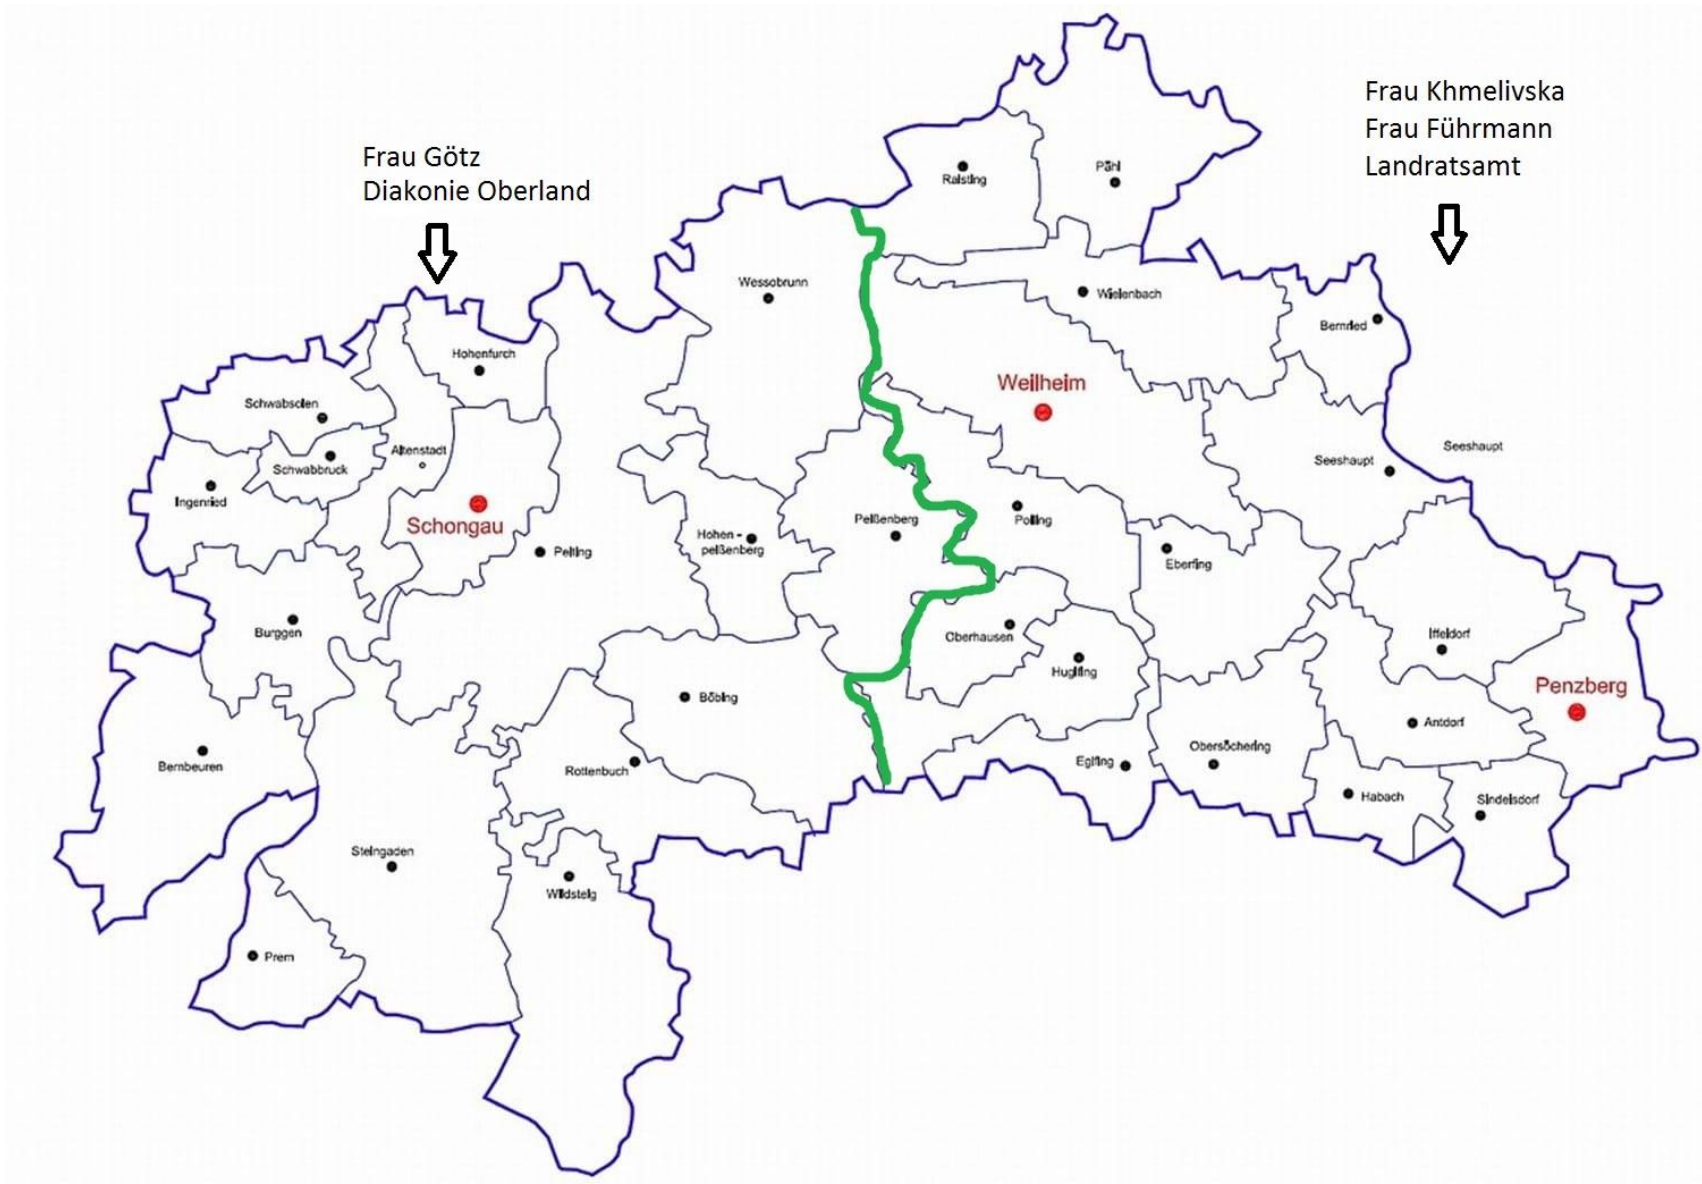 Frau Khmelivska
Frau Führmann
Landratsamt
Frau Götz
Diakonie Oberland
Raisting
Pähl
Wessobrunn
Wielenbach
Bernried
Hohenfurch
Weilheim
Schwabsoien
Altenstadt
Schwabbruck
Seeshaupt
Seeshaupt
Ingenried
Schongau
Peißenberg
Polling
Hohen -
peißenberg
Peiting
Eberfing
Burggen
Oberhausen
Iffeldorf
Huglfing
Penzberg
Böbing
Antdorf
Obersöchering
Bernbeuren
Rottenbuch
Eglfing
Habach
Sindelsdorf
Steingaden
Wildsteig
Prem